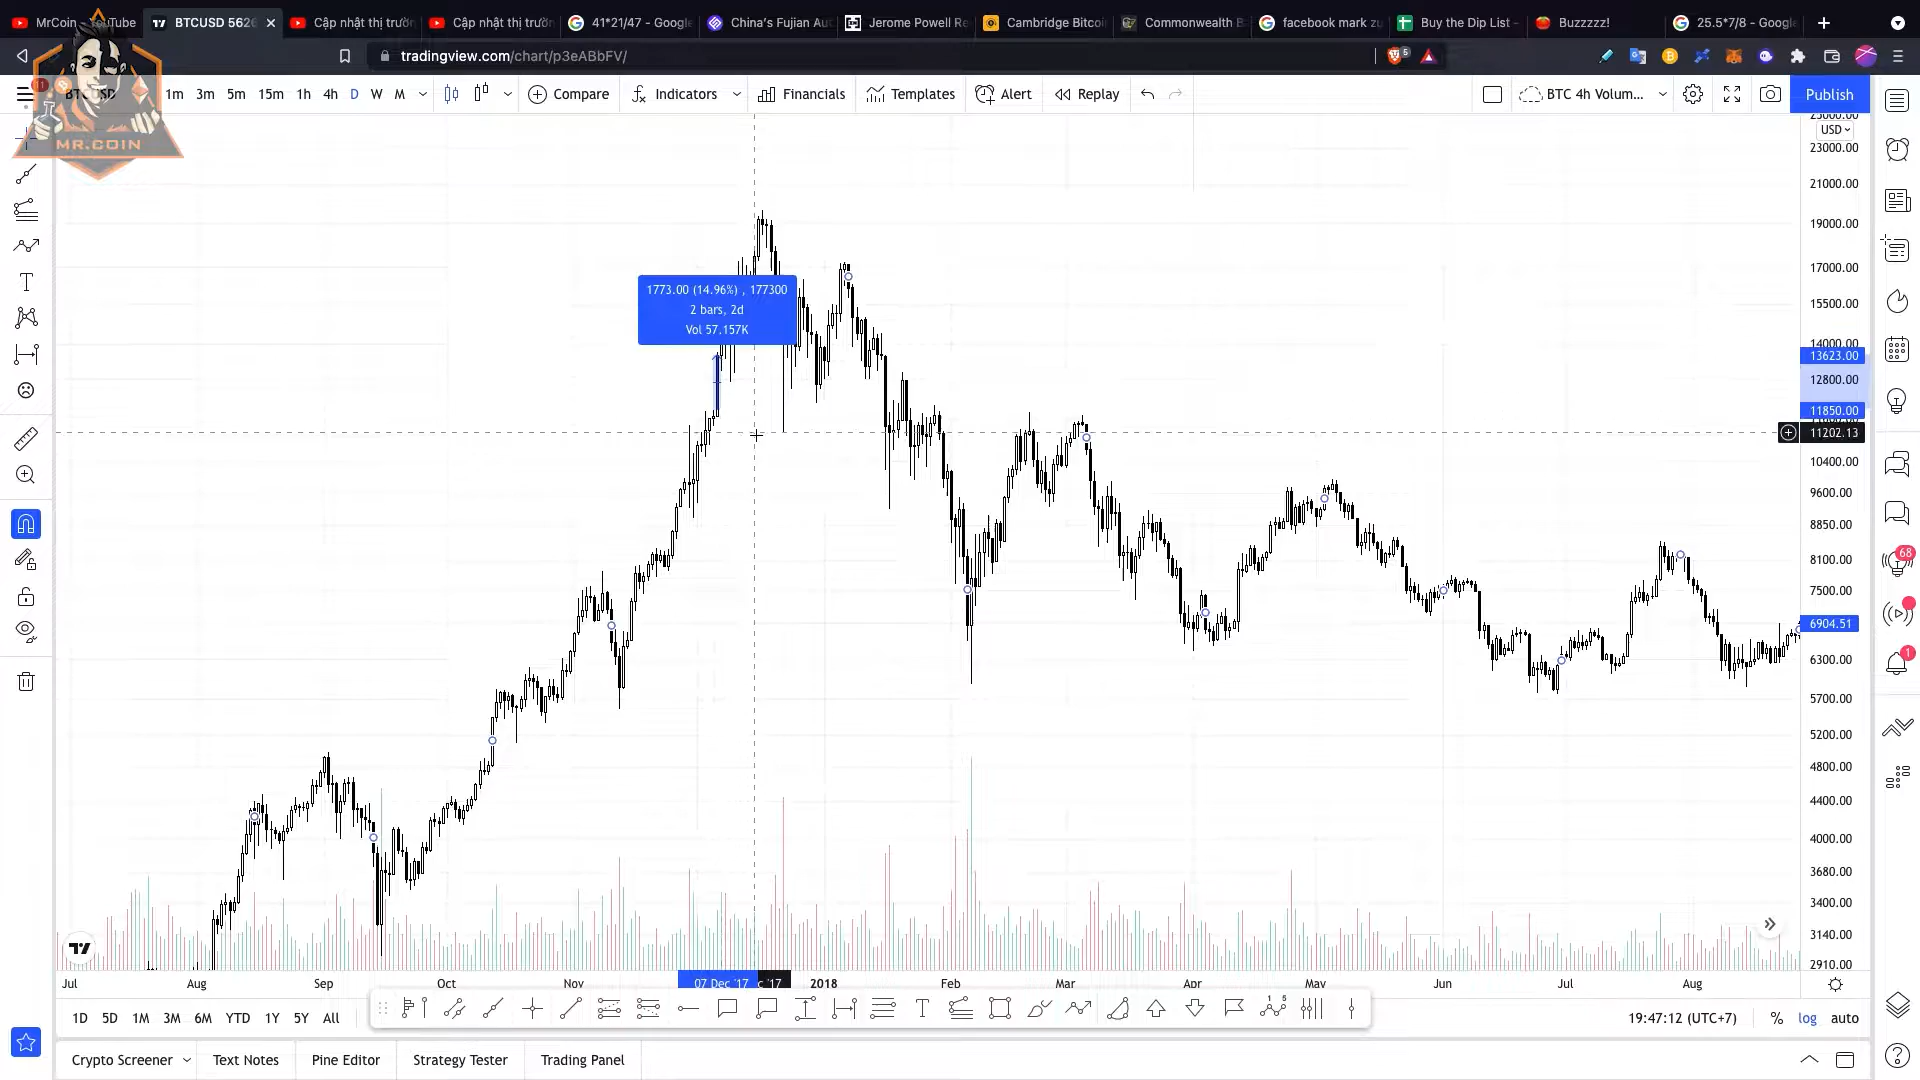 MrCoin - YouTube
BTCUSD 5626
Cập nhật thị trườn
Cập nhật thị trườn
41*21/47 - Google
China's Fujian Au
Jerome Powell Re
Cambridge Bitcoin
Commonwealth B
facebook mark zu
Buy the Dip List -
Buzzzzz!
25.5*7/8 - Google
tradingview.com/chart/p3eABbFV/
5
BTCUSD
1m 3m 5m 15m 1h 4h D W M
Compare
Indicators
Financials
Templates
Alert
Replay
BTC 4h Volum...
Publish
MR.COIN
USD
23000.00
21000.00
19000.00
17000.00
15500.00
14000.00
13623.00
12800.00
11850.00
11202.13
10400.00
9600.00
8850.00
8100.00
7500.00
6904.51
6300.00
5700.00
5200.00
4800.00
4400.00
4000.00
3680.00
3400.00
3140.00
2910.00
1773.00 (14.96%) , 177300
2 bars, 2d
Vol 57.157K
68
1
Jul Aug Sep Oct Nov 07 Dec '17 c '17 2018 Feb Mar Apr May Jun Jul Aug
1D 5D 1M 3M 6M YTD 1Y 5Y All
19:47:12 (UTC+7) % log auto
Crypto Screener Text Notes Pine Editor Strategy Tester Trading Panel